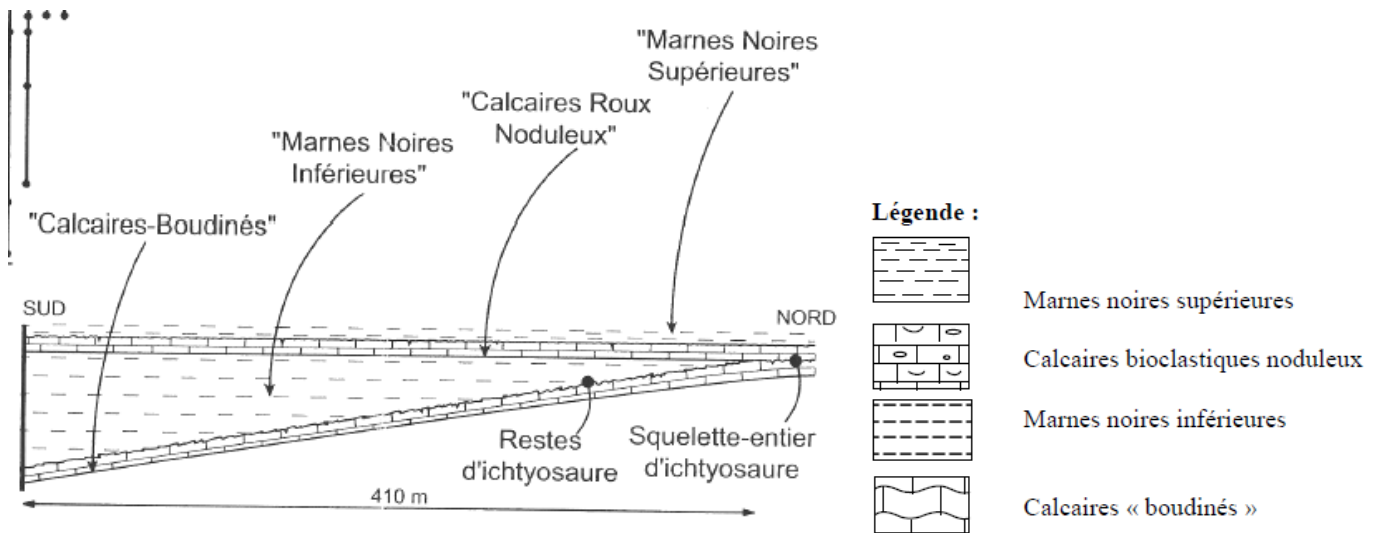 "Marnes Noires
Supérieures"
"Calcaires Roux
Noduleux"
"Marnes Noires
Inférieures"
"Calcaires-Boudinés"
SUD
NORD
Restes
d'ichtyosaure
Squelette-entier
d'ichtyosaure
410 m
Légende :
Marnes noires supérieures
Calcaires bioclastiques noduleux
Marnes noires inférieures
Calcaires « boudinés »